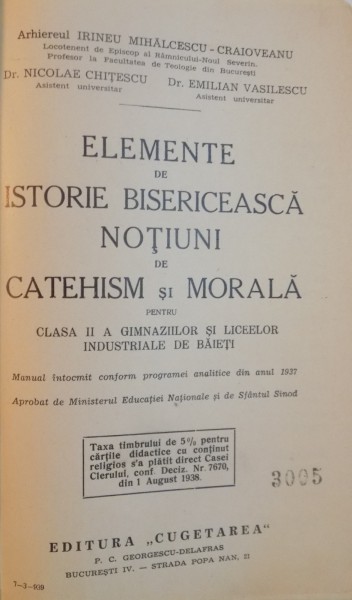 Arhiereul IRINEU MIHĂLCESCU-CRAIOVEANU
Locotenent de Episcop al Râmnicului-Noul Severin.
Profesor la Facultatea de Teologie din București
Dr. NICOLAE CHIȚESCU
Asistent universitar
Dr. EMILIAN VASILESCU
Asistent universitar
ELEMENTE
DE
ISTORIE BISERICEASCĂ
NOȚIUNI
DE
CATEHISM și MORALĂ
PENTRU
CLASA II A GIMNAZIILOR ȘI LICEELOR
INDUSTRIALE DE BĂIEȚI
Manual întocmit conform programei analitice din anul 1937
Aprobat de Ministerul Educației Naționale și de Sfântul Sinod
Taxa timbrului de 5% pentru
cărțile didactice cu conținut
religios s'a plătit direct Casei
Clerului, conf. Deciz. Nr. 7670,
din 1 August 1938.
3005
EDITURA „CUGETAREA"
P. C. GEORGESCU-DELAFRAS
BUCUREȘTI IV. — STRADA POPA NAN, 21
7—3—939